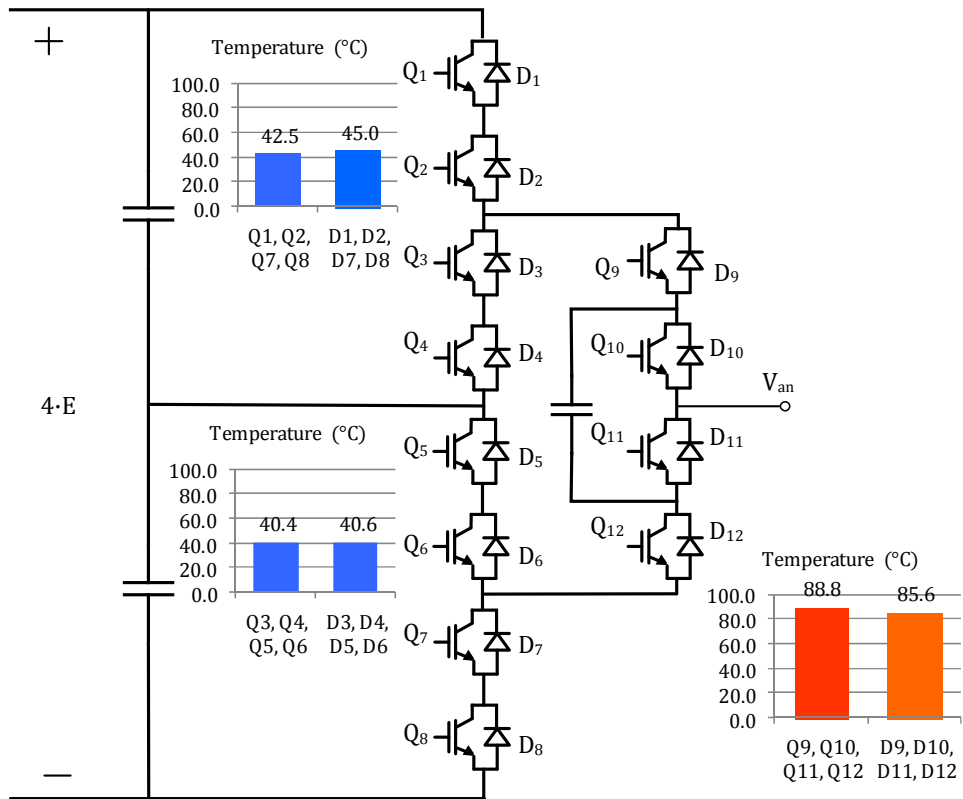 +
Temperature (°C)
100.0
80.0
60.0
40.0
20.0
0.0
42.5
45.0
Q1, Q2,
Q7, Q8
D1, D2,
D7, D8
Q1
D1
Q2
D2
Q3
D3
Q4
D4
Q9
D9
Q10
D10
Van
4·E
Temperature (°C)
100.0
80.0
60.0
40.0
20.0
0.0
40.4
40.6
Q3, Q4,
Q5, Q6
D3, D4,
D5, D6
Q5
D5
Q6
D6
Q7
D7
Q8
D8
Q11
D11
Q12
D12
Temperature (°C)
100.0
80.0
60.0
40.0
20.0
0.0
88.8
85.6
Q9, Q10,
Q11, Q12
D9, D10,
D11, D12
—